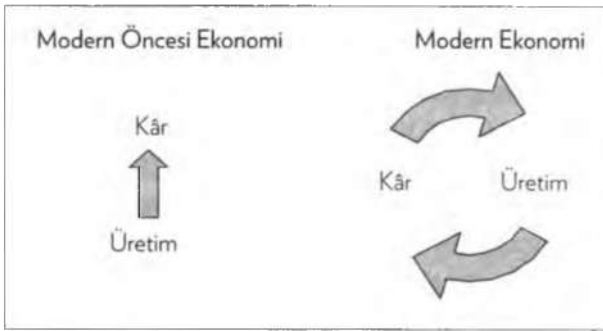 Modern Öncesi Ekonomi
Kâr
Üretim
Modern Ekonomi
Kâr
Üretim